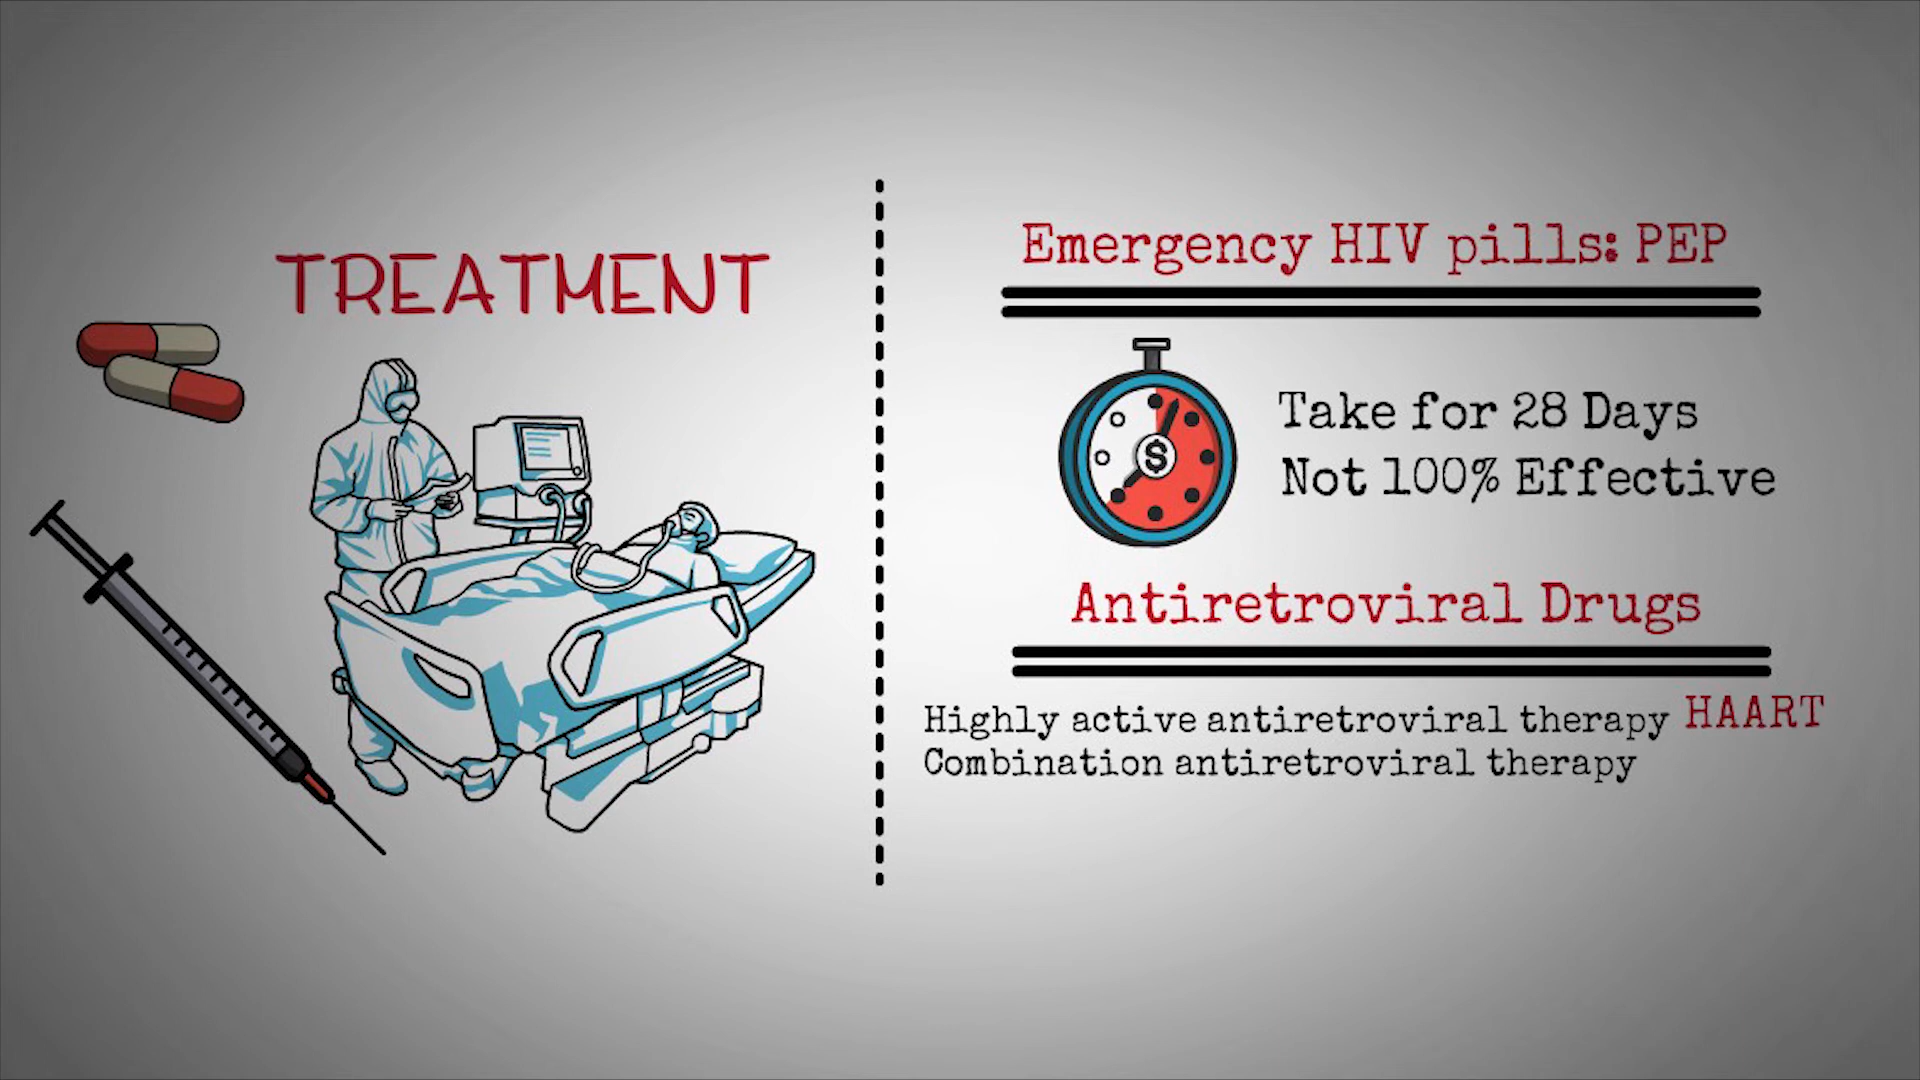 TREATMENT
Emergency HIV pills: PEP
$
Take for 28 Days
Not 100% Effective
Antiretroviral Drugs
Highly active antiretroviral therapy HAART
Combination antiretroviral therapy